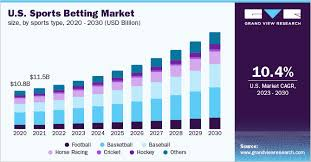 U.S. Sports Betting Market
size, by sports type, 2020 - 2030 (USD Billion)
GRAND VIEW RESEARCH
$10.8B
$11.5B
10.4%
U.S. Market CAGR,
2023 - 2030
2020 2021 2022 2023 2024 2025 2026 2027 2028 2029 2030
Football Basketball Baseball
Horse Racing Cricket Hockey Others
Source:
www.grandviewresearch.com